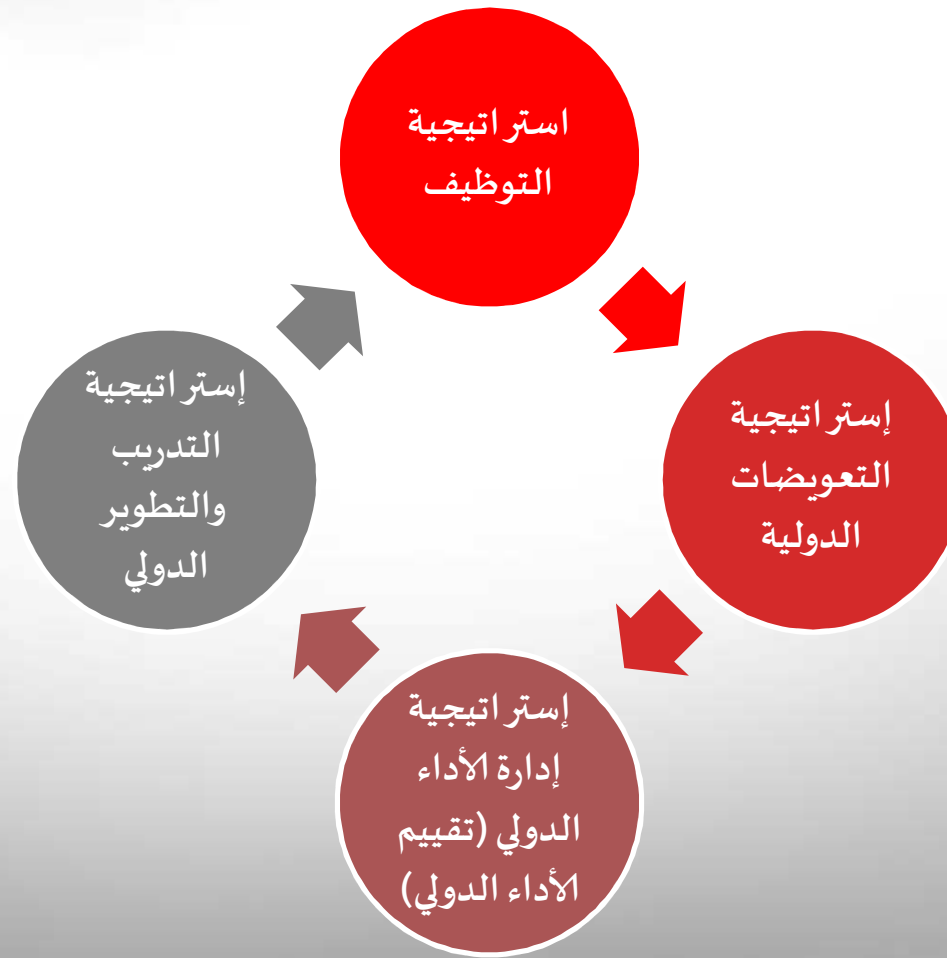 استراتيجية
التوظيف
إستراتيجية
التعويضات
الدولية
إستراتيجية
إدارة الأداء
الدولي (تقييم
الأداء الدولي)
إستراتيجية
التدريب
والتطوير
الدولي